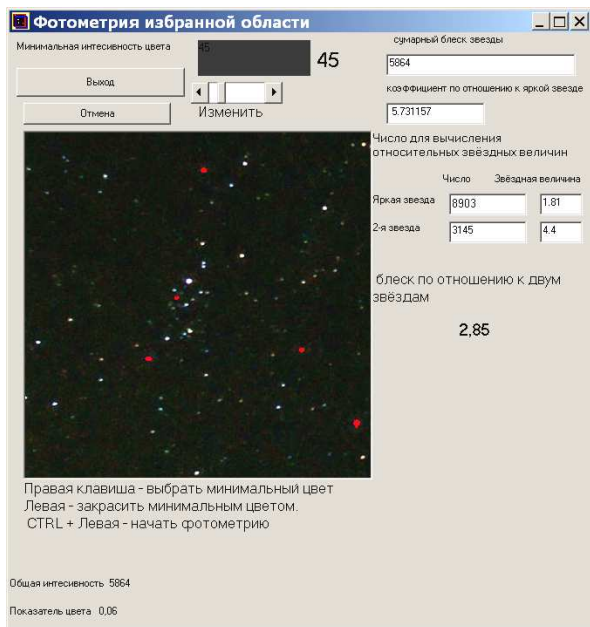 Фотометрия избранной области
Минимальная интесивность цвета
45
45
Выход
Отмена
Изменить
сумарный блеск звезды
5864
коэффициент по отношению к яркой звезде
5.731157
Число для вычисления
относительных звёздных величин
Число Звёздная величина
Яркая звезда 8903 1.81
2-я звезда 3145 4.4
блеск по отношению к двум
звёздам
2,85
Правая клавиша - выбрать минимальный цвет
Левая - закрасить минимальным цветом.
CTRL + Левая - начать фотометрию
Общая интесивность 5864
Показатель цвета 0,06